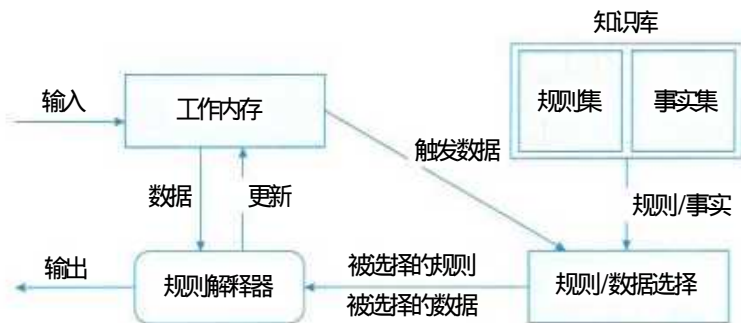 知识库
工作内存
规则集
事实集
输入
触发数据
数据
更新
规则/事实
输出
规则解释器
被选择的规则
被选择的数据
规则/数据选择